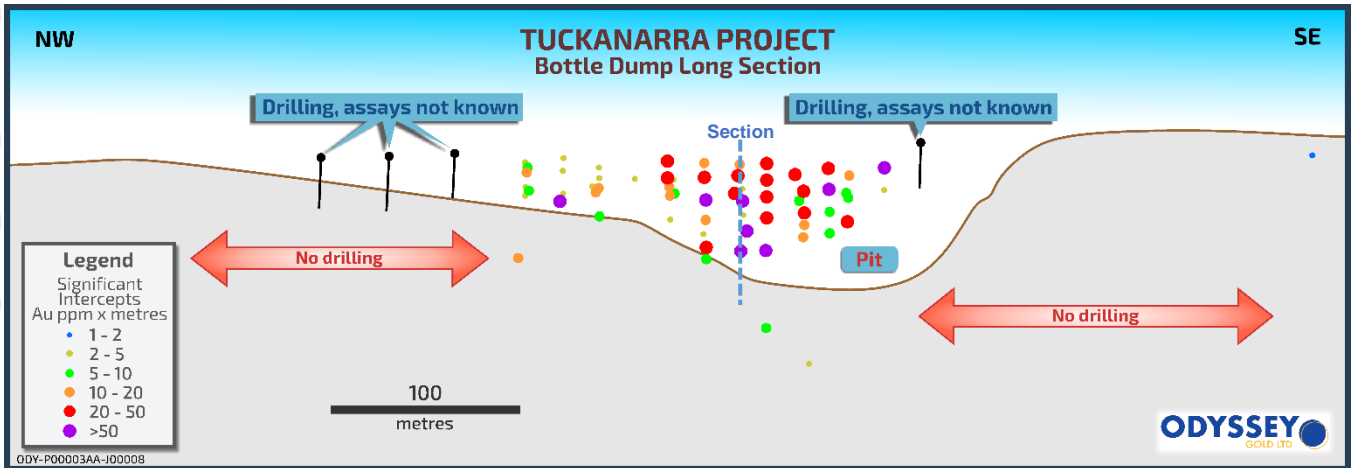 NW
TUCKANARRA PROJECT
SE
Bottle Dump Long Section
Drilling, assays not known
Drilling, assays not known
Section
No drilling
Pit
No drilling
Legend
Significant
Intercepts
Au ppm x metres
1 - 2
2 - 5
5 - 10
10 - 20
20 - 50
>50
100
metres
ODYSSEY
GOLD LTD
ODY-P00003AA-J00008